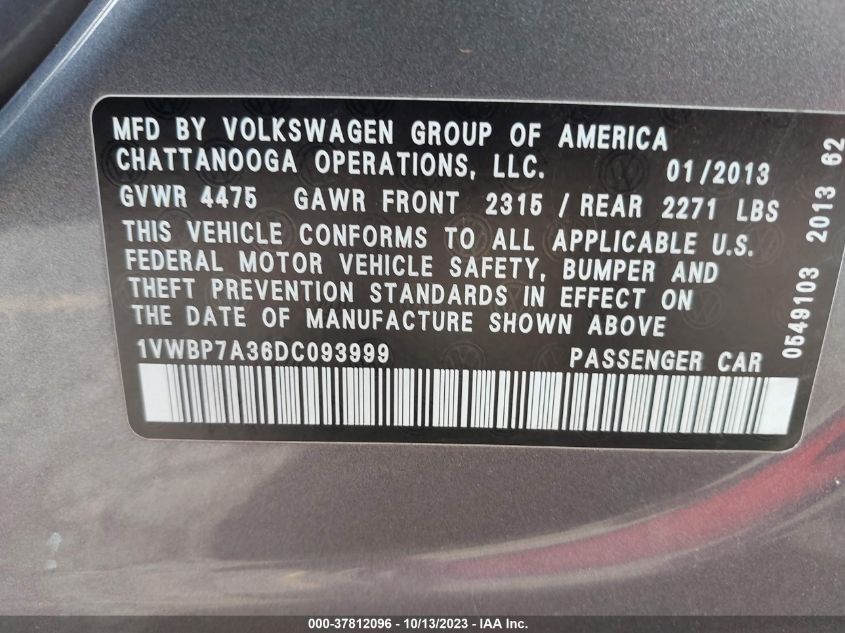 MFD BY VOLKSWAGEN GROUP OF AMERICA
CHATTANOOGA OPERATIONS, LLC. 01/2013
GVWR 4475 GAWR FRONT 2315 / REAR 2271 LBS
THIS VEHICLE CONFORMS TO ALL APPLICABLE U.S.
FEDERAL MOTOR VEHICLE SAFETY, BUMPER AND
THEFT PREVENTION STANDARDS IN EFFECT ON
THE DATE OF MANUFACTURE SHOWN ABOVE
1VWBP7A36DC093999 PASSENGER CAR
0549103 2013 62
000-37812096 - 10/13/2023 - IAA Inc.